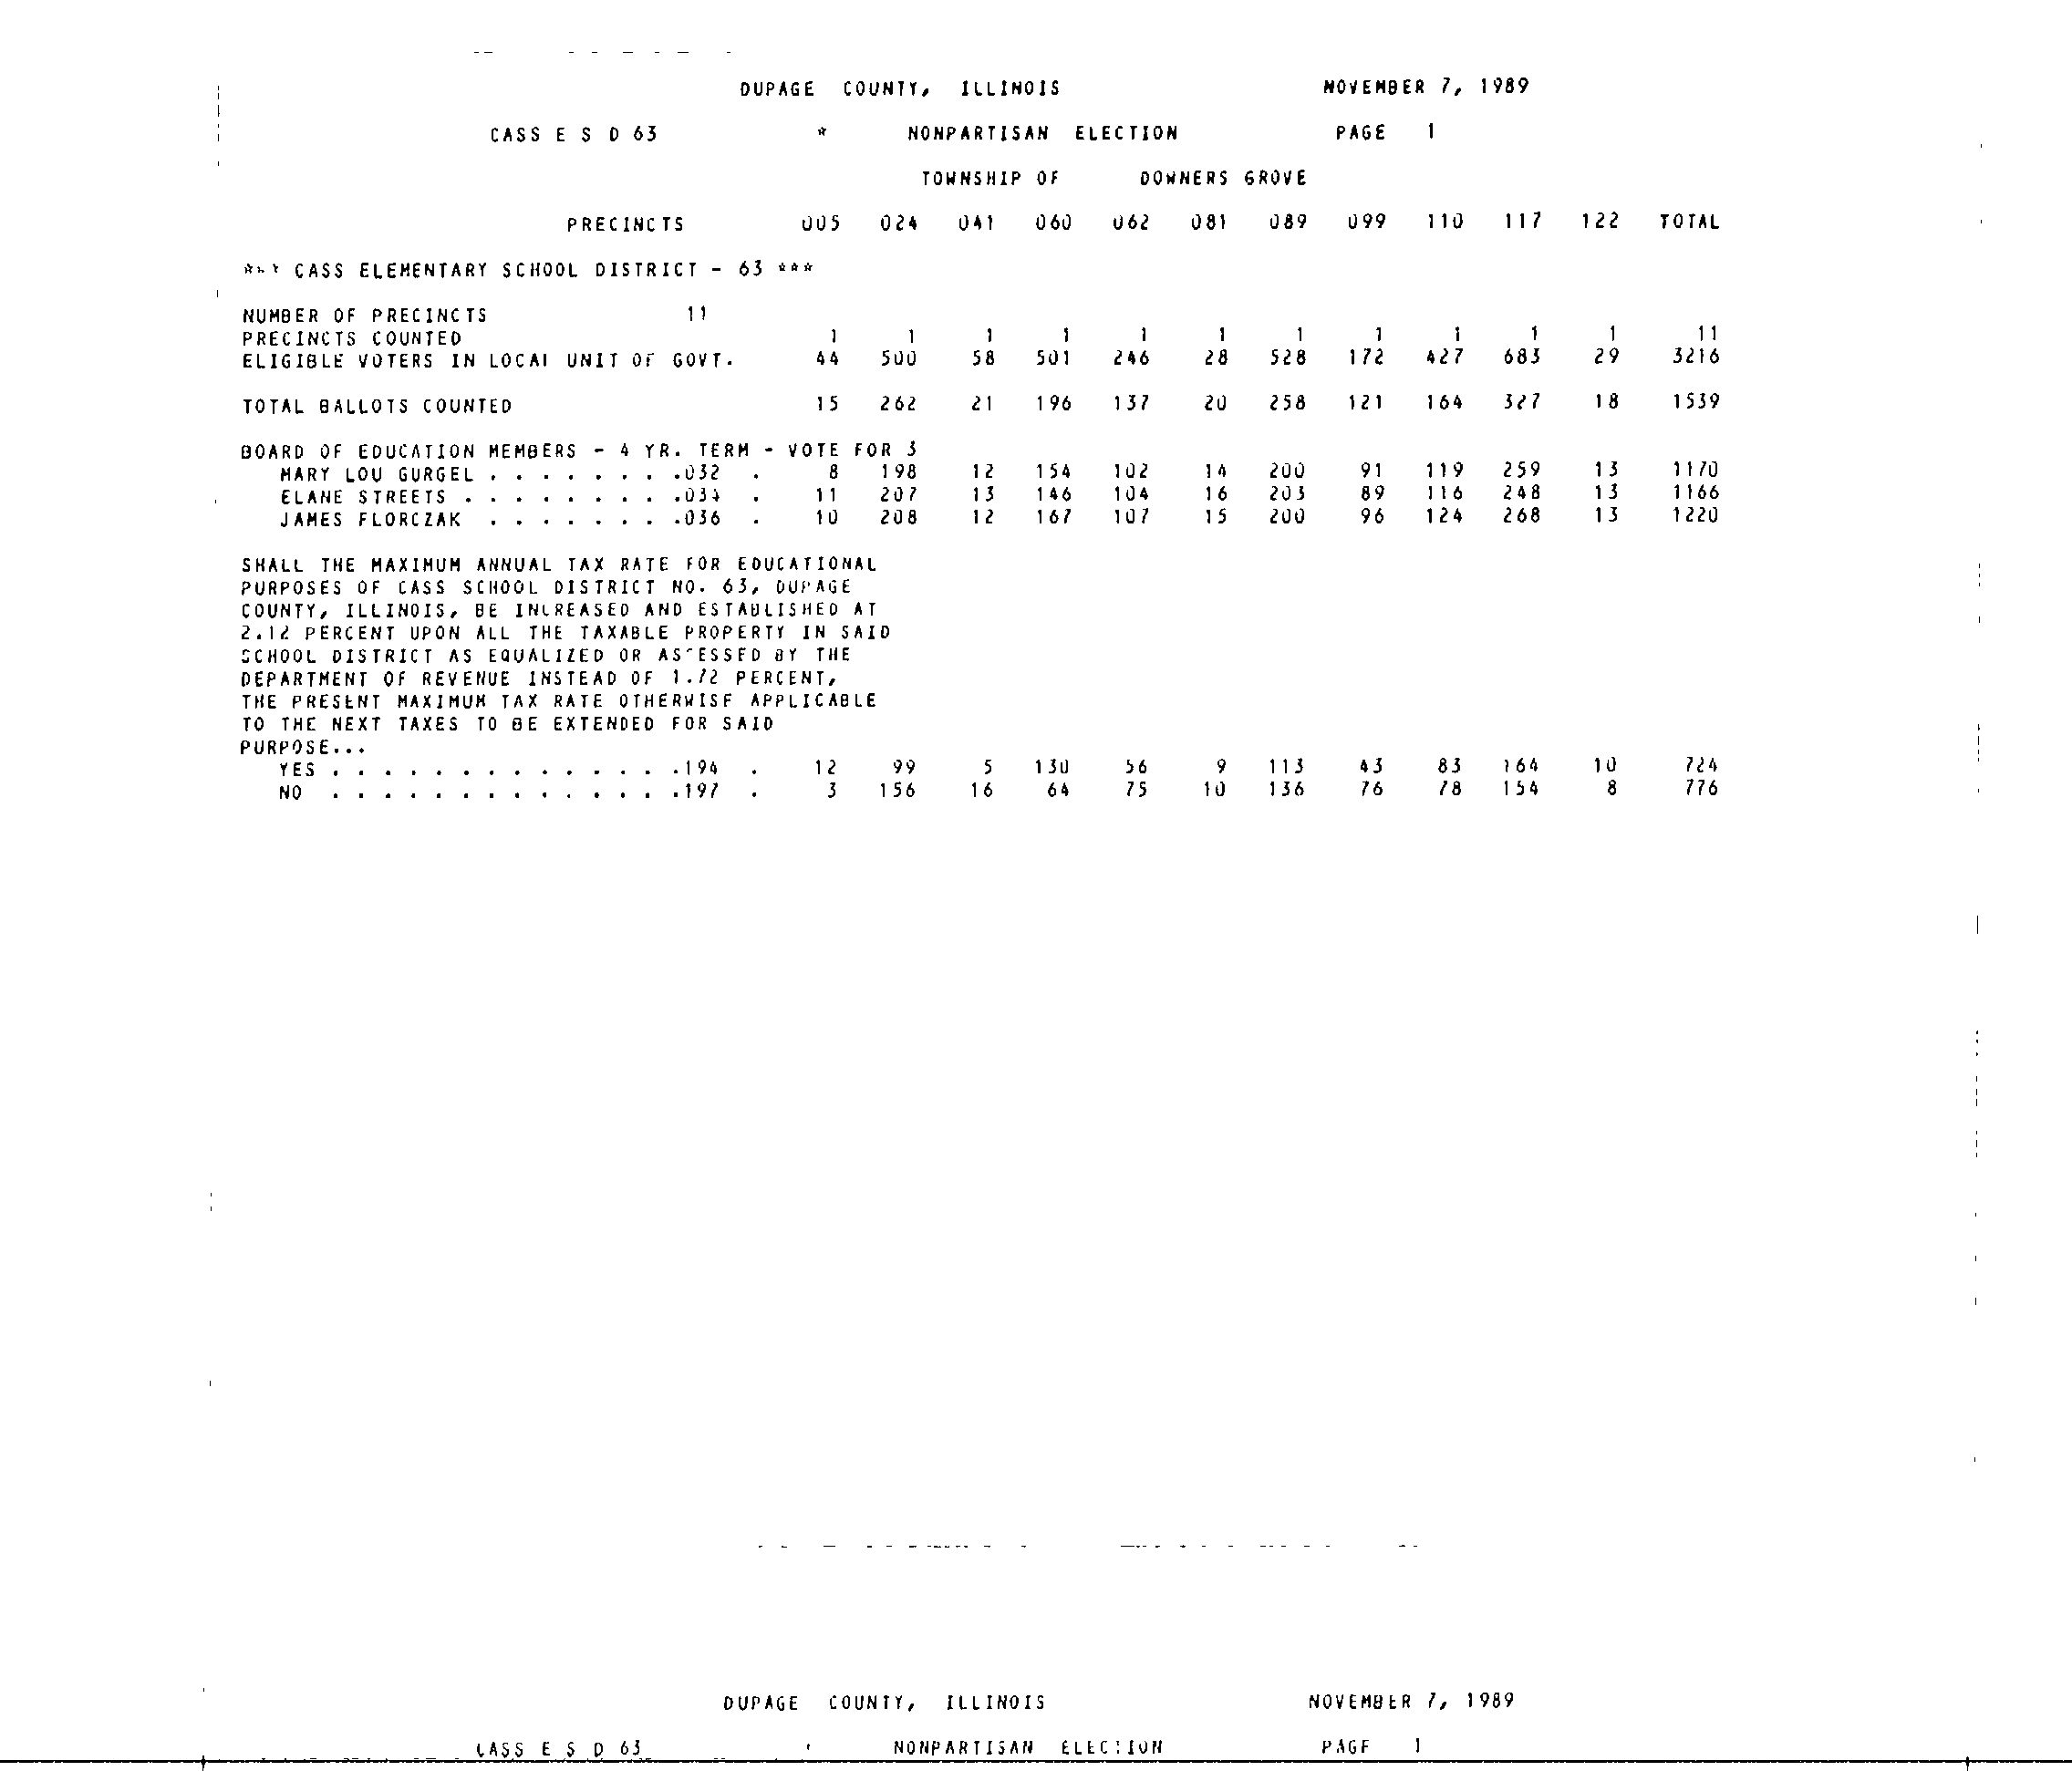 DUPAGE COUNTY, ILLINOIS NOVEMBER 7, 1989
CASS E S D 63 * NONPARTISAN ELECTION PAGE 1
TOWNSHIP OF DOWNERS GROVE
PRECINCTS 005 024 041 060 062 081 089 099 110 117 122 TOTAL
*** CASS ELEMENTARY SCHOOL DISTRICT - 63 ***
NUMBER OF PRECINCTS 11
PRECINCTS COUNTED 1 1 1 1 1 1 1 1 1 1 1 11
ELIGIBLE VOTERS IN LOCAL UNIT OF GOVT. 44 500 58 501 246 28 528 172 427 683 29 3216
TOTAL BALLOTS COUNTED 15 262 21 196 137 20 258 121 164 327 18 1539
BOARD OF EDUCATION MEMBERS - 4 YR. TERM - VOTE FOR 3
MARY LOU GURGEL . . . . . . . .032 . 8 198 12 154 102 14 200 91 119 259 13 1170
ELANE STREETS . . . . . . . . .034 . 11 207 13 146 104 16 203 89 116 248 13 1166
JAMES FLORCZAK . . . . . . . .036 . 10 208 12 167 107 15 200 96 124 268 13 1220
SHALL THE MAXIMUM ANNUAL TAX RATE FOR EDUCATIONAL
PURPOSES OF CASS SCHOOL DISTRICT NO. 63, DUPAGE
COUNTY, ILLINOIS, BE INCREASED AND ESTABLISHED AT
2.12 PERCENT UPON ALL THE TAXABLE PROPERTY IN SAID
SCHOOL DISTRICT AS EQUALIZED OR ASSESSED BY THE
DEPARTMENT OF REVENUE INSTEAD OF 1.72 PERCENT,
THE PRESENT MAXIMUM TAX RATE OTHERWISE APPLICABLE
TO THE NEXT TAXES TO BE EXTENDED FOR SAID
PURPOSE...
YES . . . . . . . . . . . . . .194 . 12 99 5 130 56 9 113 43 83 164 10 724
NO . . . . . . . . . . . . . .197 . 3 156 16 64 75 10 136 76 78 154 8 776
DUPAGE COUNTY, ILLINOIS NOVEMBER 7, 1989
CASS E S D 63 NONPARTISAN ELECTION PAGE 1